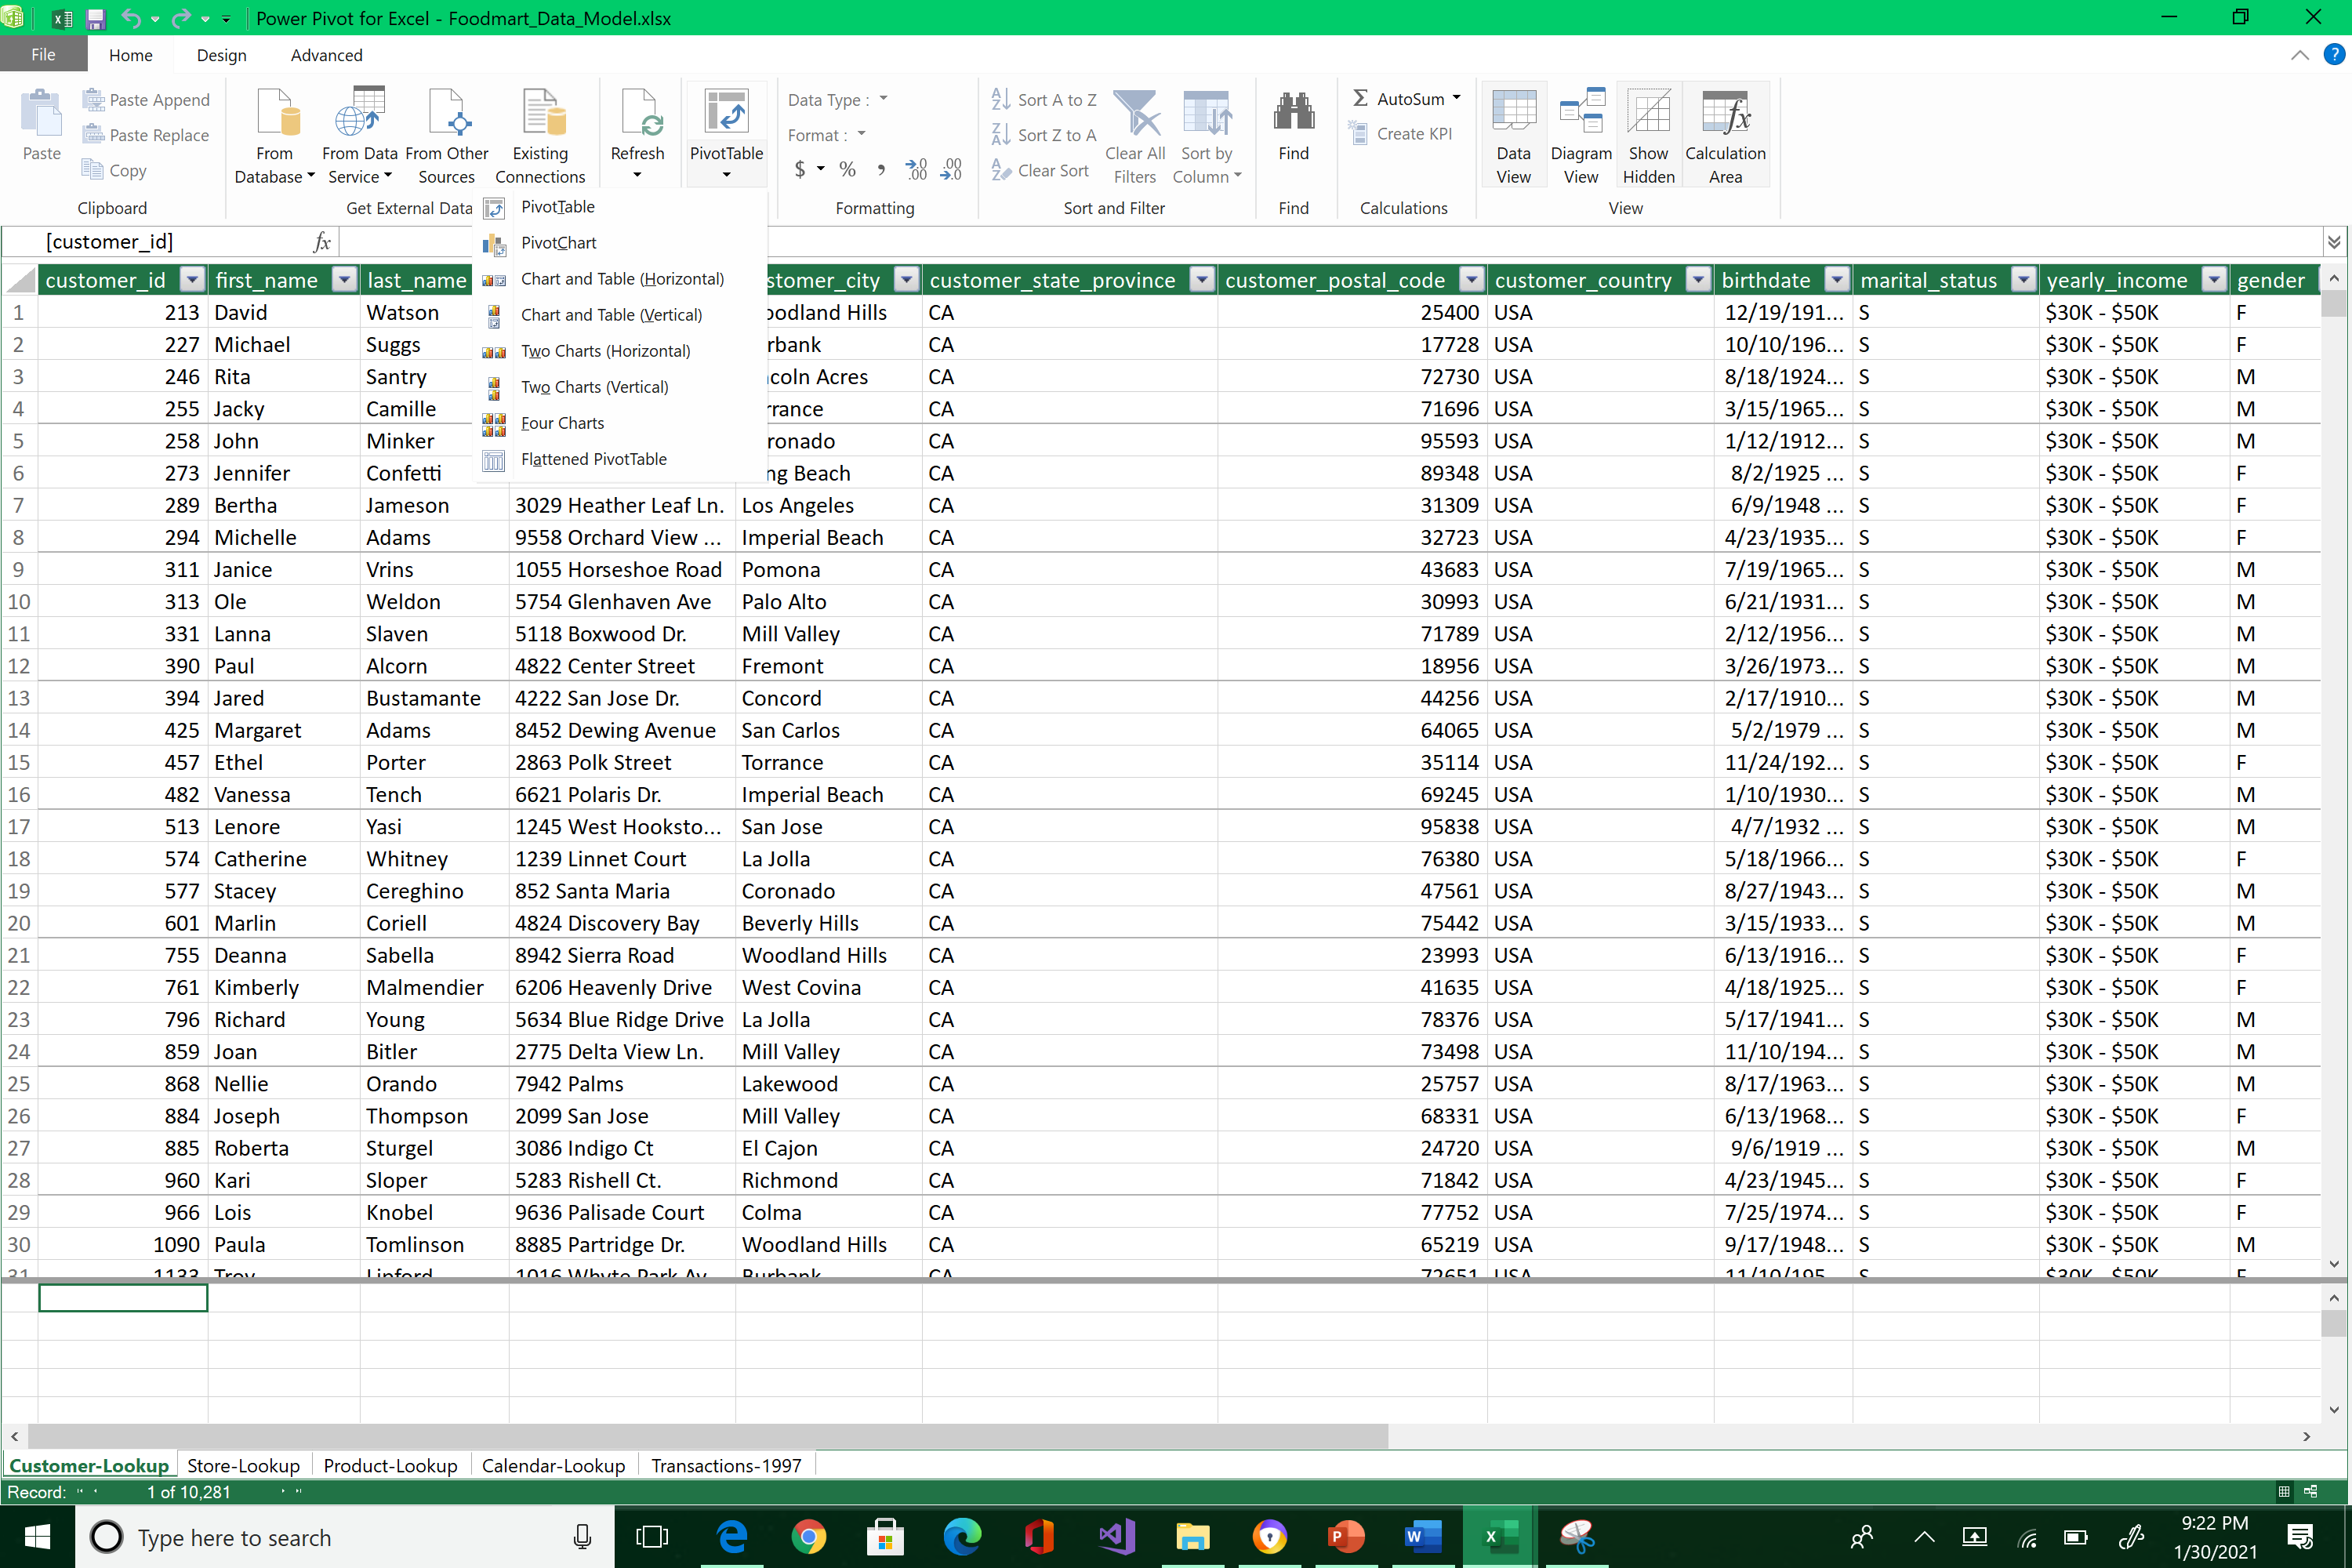 Power Pivot for Excel - Foodmart_Data_Model.xlsx
File Home Design Advanced
Paste
Paste Append
Paste Replace
Copy
Clipboard
From Database
From Data Service
From Other Sources
Existing Connections
Get External Data
Refresh
PivotTable
Data Type :
Format :
$ % , .00 .00
Formatting
Sort A to Z
Sort Z to A
Clear Sort
Clear All Filters
Sort by Column
Sort and Filter
Find
Find
AutoSum
Create KPI
Calculations
Data View
Diagram View
Show Hidden
Calculation Area
View
PivotTable
PivotChart
Chart and Table (Horizontal)
Chart and Table (Vertical)
Two Charts (Horizontal)
Two Charts (Vertical)
Four Charts
Flattened PivotTable
[customer_id] fx
customer_id first_name last_name stomer_city customer_state_province customer_postal_code customer_country birthdate marital_status yearly_income gender
1 213 David Watson oodland Hills CA 25400 USA 12/19/191... S $30K - $50K F
2 227 Michael Suggs rbank CA 17728 USA 10/10/196... S $30K - $50K F
3 246 Rita Santry coln Acres CA 72730 USA 8/18/1924... S $30K - $50K M
4 255 Jacky Camille rrance CA 71696 USA 3/15/1965... S $30K - $50K M
5 258 John Minker ronado CA 95593 USA 1/12/1912... S $30K - $50K M
6 273 Jennifer Confetti ng Beach CA 89348 USA 8/2/1925 ... S $30K - $50K F
7 289 Bertha Jameson 3029 Heather Leaf Ln. Los Angeles CA 31309 USA 6/9/1948 ... S $30K - $50K F
8 294 Michelle Adams 9558 Orchard View ... Imperial Beach CA 32723 USA 4/23/1935... S $30K - $50K F
9 311 Janice Vrins 1055 Horseshoe Road Pomona CA 43683 USA 7/19/1965... S $30K - $50K M
10 313 Ole Weldon 5754 Glenhaven Ave Palo Alto CA 30993 USA 6/21/1931... S $30K - $50K M
11 331 Lanna Slaven 5118 Boxwood Dr. Mill Valley CA 71789 USA 2/12/1956... S $30K - $50K M
12 390 Paul Alcorn 4822 Center Street Fremont CA 18956 USA 3/26/1973... S $30K - $50K M
13 394 Jared Bustamante 4222 San Jose Dr. Concord CA 44256 USA 2/17/1910... S $30K - $50K M
14 425 Margaret Adams 8452 Dewing Avenue San Carlos CA 64065 USA 5/2/1979 ... S $30K - $50K M
15 457 Ethel Porter 2863 Polk Street Torrance CA 35114 USA 11/24/192... S $30K - $50K F
16 482 Vanessa Tench 6621 Polaris Dr. Imperial Beach CA 69245 USA 1/10/1930... S $30K - $50K M
17 513 Lenore Yasi 1245 West Hooksto... San Jose CA 95838 USA 4/7/1932 ... S $30K - $50K M
18 574 Catherine Whitney 1239 Linnet Court La Jolla CA 76380 USA 5/18/1966... S $30K - $50K F
19 577 Stacey Cereghino 852 Santa Maria Coronado CA 47561 USA 8/27/1943... S $30K - $50K M
20 601 Marlin Coriell 4824 Discovery Bay Beverly Hills CA 75442 USA 3/15/1933... S $30K - $50K M
21 755 Deanna Sabella 8942 Sierra Road Woodland Hills CA 23993 USA 6/13/1916... S $30K - $50K F
22 761 Kimberly Malmendier 6206 Heavenly Drive West Covina CA 41635 USA 4/18/1925... S $30K - $50K F
23 796 Richard Young 5634 Blue Ridge Drive La Jolla CA 78376 USA 5/17/1941... S $30K - $50K M
24 859 Joan Bitler 2775 Delta View Ln. Mill Valley CA 73498 USA 11/10/194... S $30K - $50K M
25 868 Nellie Orando 7942 Palms Lakewood CA 25757 USA 8/17/1963... S $30K - $50K M
26 884 Joseph Thompson 2099 San Jose Mill Valley CA 68331 USA 6/13/1968... S $30K - $50K F
27 885 Roberta Sturgel 3086 Indigo Ct El Cajon CA 24720 USA 9/6/1919 ... S $30K - $50K M
28 960 Kari Sloper 5283 Rishell Ct. Richmond CA 71842 USA 4/23/1945... S $30K - $50K F
29 966 Lois Knobel 9636 Palisade Court Colma CA 77752 USA 7/25/1974... S $30K - $50K F
30 1090 Paula Tomlinson 8885 Partridge Dr. Woodland Hills CA 65219 USA 9/17/1948... S $30K - $50K M
31 1133 Troy Linford 1016 Whyte Park Av Burbank CA 72651 USA 11/10/195 S $30K - $50K F
Customer-Lookup Store-Lookup Product-Lookup Calendar-Lookup Transactions-1997
Record: 1 of 10,281
Type here to search
9:22 PM
1/30/2021